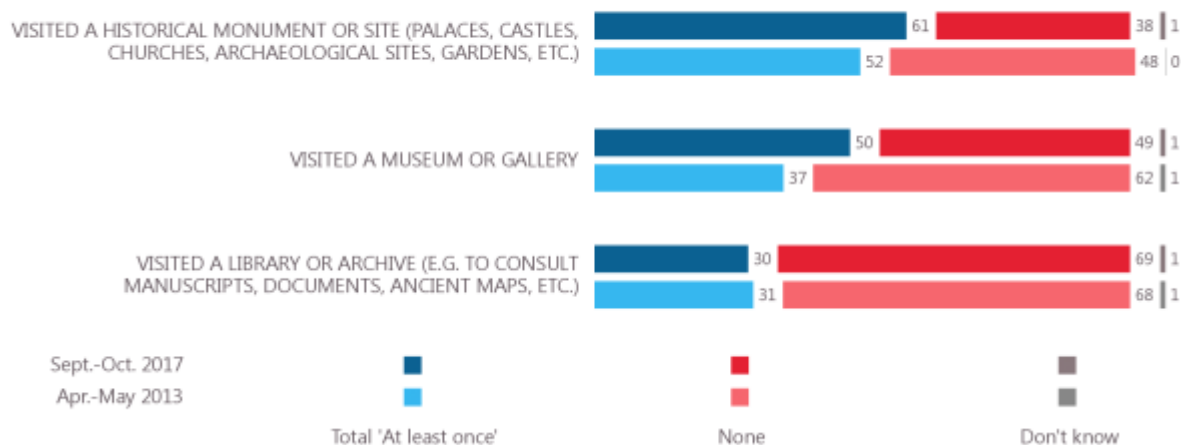 VISITED A HISTORICAL MONUMENT OR SITE (PALACES, CASTLES,
CHURCHES, ARCHAEOLOGICAL SITES, GARDENS, ETC.)
61 38 1
52 48 0
VISITED A MUSEUM OR GALLERY
50 49 1
37 62 1
VISITED A LIBRARY OR ARCHIVE (E.G. TO CONSULT
MANUSCRIPTS, DOCUMENTS, ANCIENT MAPS, ETC.)
30 69 1
31 68 1
Sept.-Oct. 2017
Apr.-May 2013
Total 'At least once' None Don't know